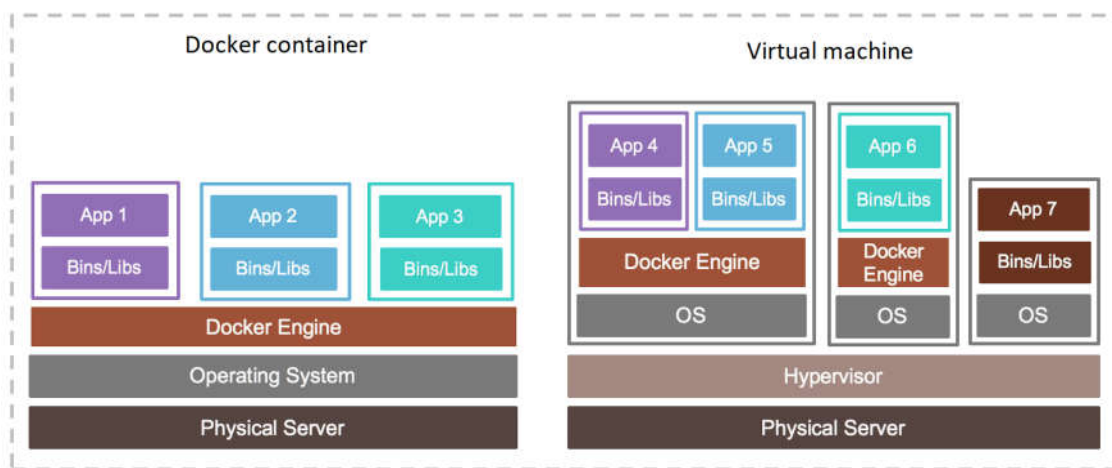 Docker container
App 1
Bins/Libs
App 2
Bins/Libs
App 3
Bins/Libs
Docker Engine
Operating System
Physical Server
Virtual machine
App 4
Bins/Libs
App 5
Bins/Libs
Docker Engine
OS
App 6
Bins/Libs
Docker
Engine
OS
App 7
Bins/Libs
OS
Hypervisor
Physical Server